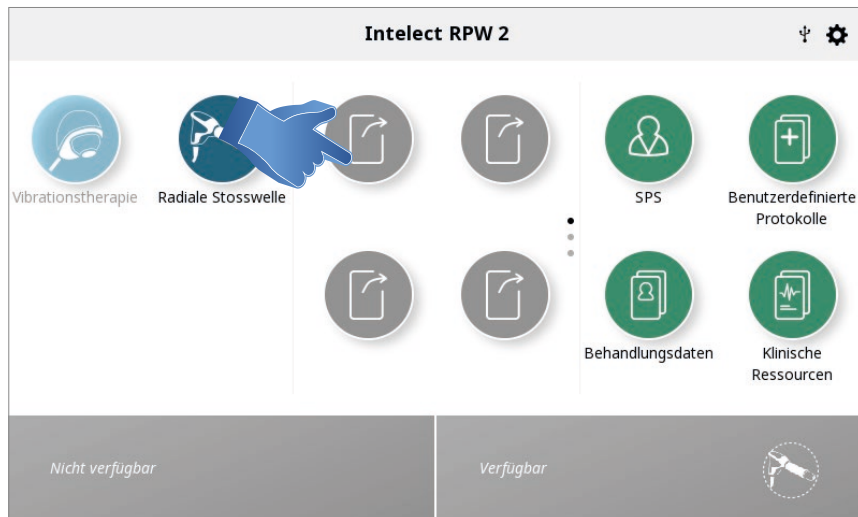 Intelect RPW 2
Vibrationstherapie
Radiale Stosswelle
SPS
Benutzerdefinierte
Protokolle
Behandlungsdaten
Klinische
Ressourcen
Nicht verfügbar
Verfügbar